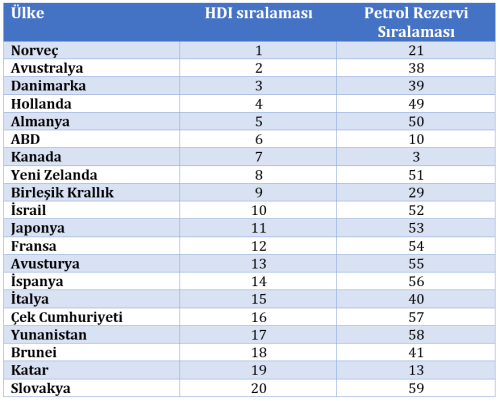 Ülke HDI sıralaması Petrol Rezervi
Sıralaması
Norveç 1 21
Avustralya 2 38
Danimarka 3 39
Hollanda 4 49
Almanya 5 50
ABD 6 10
Kanada 7 3
Yeni Zelanda 8 51
Birleşik Krallık 9 29
İsrail 10 52
Japonya 11 53
Fransa 12 54
Avusturya 13 55
İspanya 14 56
İtalya 15 40
Çek Cumhuriyeti 16 57
Yunanistan 17 58
Brunei 18 41
Katar 19 13
Slovakya 20 59